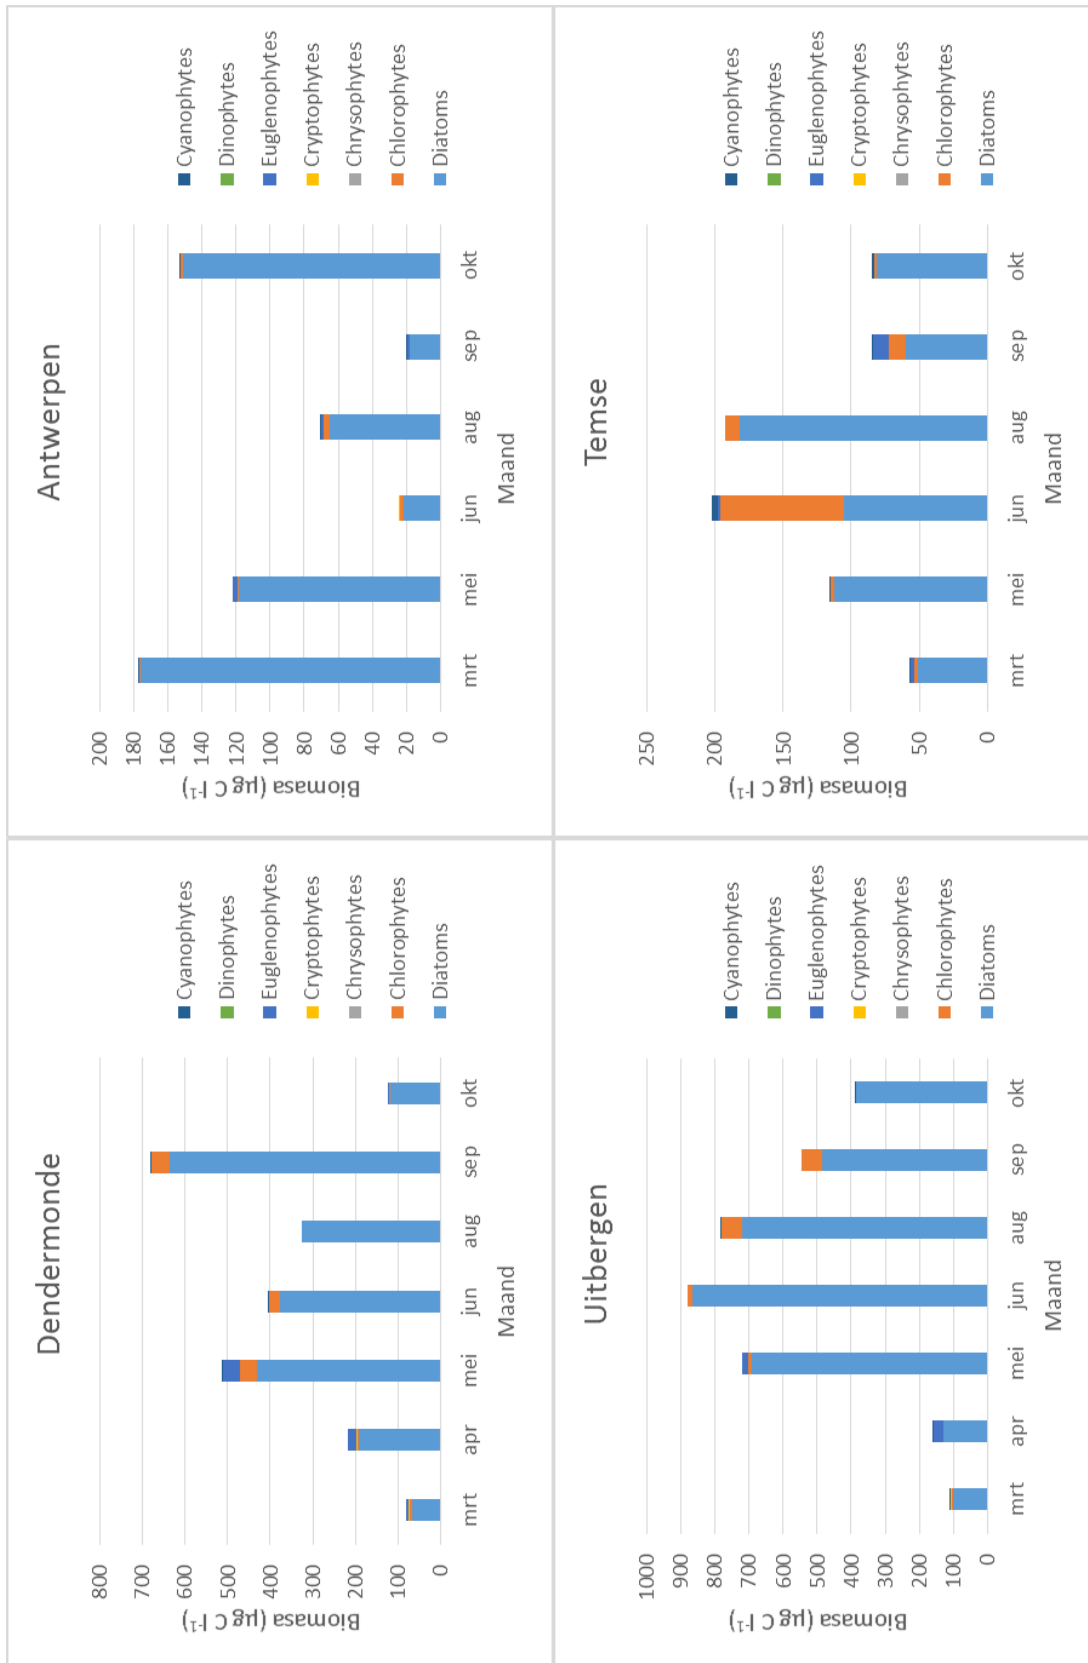 Dendermonde
Biomasa (µg C l⁻¹)
800
700
600
500
400
300
200
100
0
mrt apr mei jun aug sep okt
Maand
Cyanophytes
Dinophytes
Euglenophytes
Cryptophytes
Chrysophytes
Chlorophytes
Diatoms
Antwerpen
Biomasa (µg C l⁻¹)
200
180
160
140
120
100
80
60
40
20
0
mrt mei jun aug sep okt
Maand
Cyanophytes
Dinophytes
Euglenophytes
Cryptophytes
Chrysophytes
Chlorophytes
Diatoms
Uitbergen
Biomasa (µg C l⁻¹)
1000
900
800
700
600
500
400
300
200
100
0
mrt apr mei jun aug sep okt
Maand
Cyanophytes
Dinophytes
Euglenophytes
Cryptophytes
Chrysophytes
Chlorophytes
Diatoms
Temse
Biomasa (µg C l⁻¹)
250
200
150
100
50
0
mrt mei jun aug sep okt
Maand
Cyanophytes
Dinophytes
Euglenophytes
Cryptophytes
Chrysophytes
Chlorophytes
Diatoms